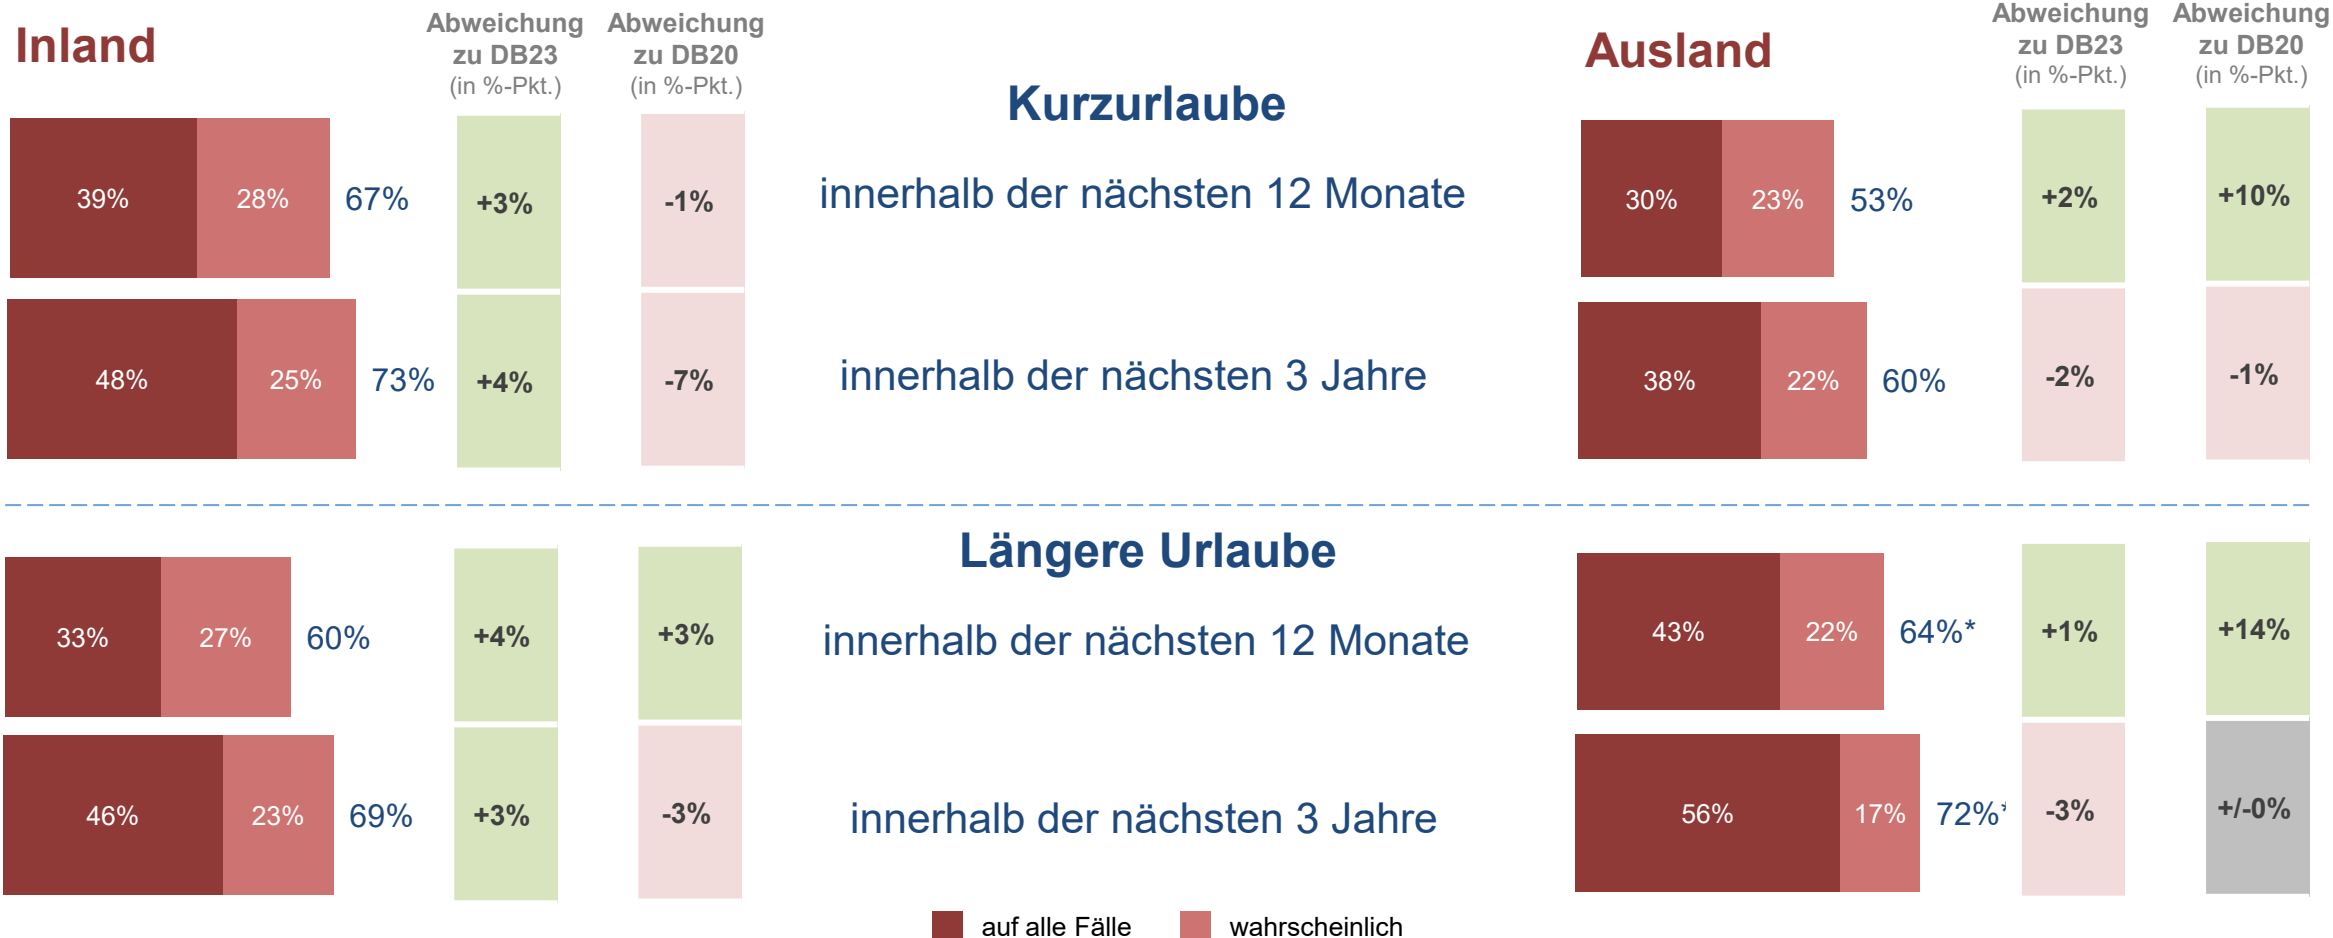 Inland
Abweichung
zu DB23
(in %-Pkt.)
Abweichung
zu DB20
(in %-Pkt.)
Ausland
Abweichung
zu DB23
(in %-Pkt.)
Abweichung
zu DB20
(in %-Pkt.)
Kurzurlaube
39% 28% 67% +3% -1%
innerhalb der nächsten 12 Monate
30% 23% 53% +2% +10%
48% 25% 73% +4% -7%
innerhalb der nächsten 3 Jahre
38% 22% 60% -2% -1%
Längere Urlaube
33% 27% 60% +4% +3%
innerhalb der nächsten 12 Monate
43% 22% 64%* +1% +14%
46% 23% 69% +3% -3%
innerhalb der nächsten 3 Jahre
56% 17% 72%* -3% +/-0%
auf alle Fälle
wahrscheinlich